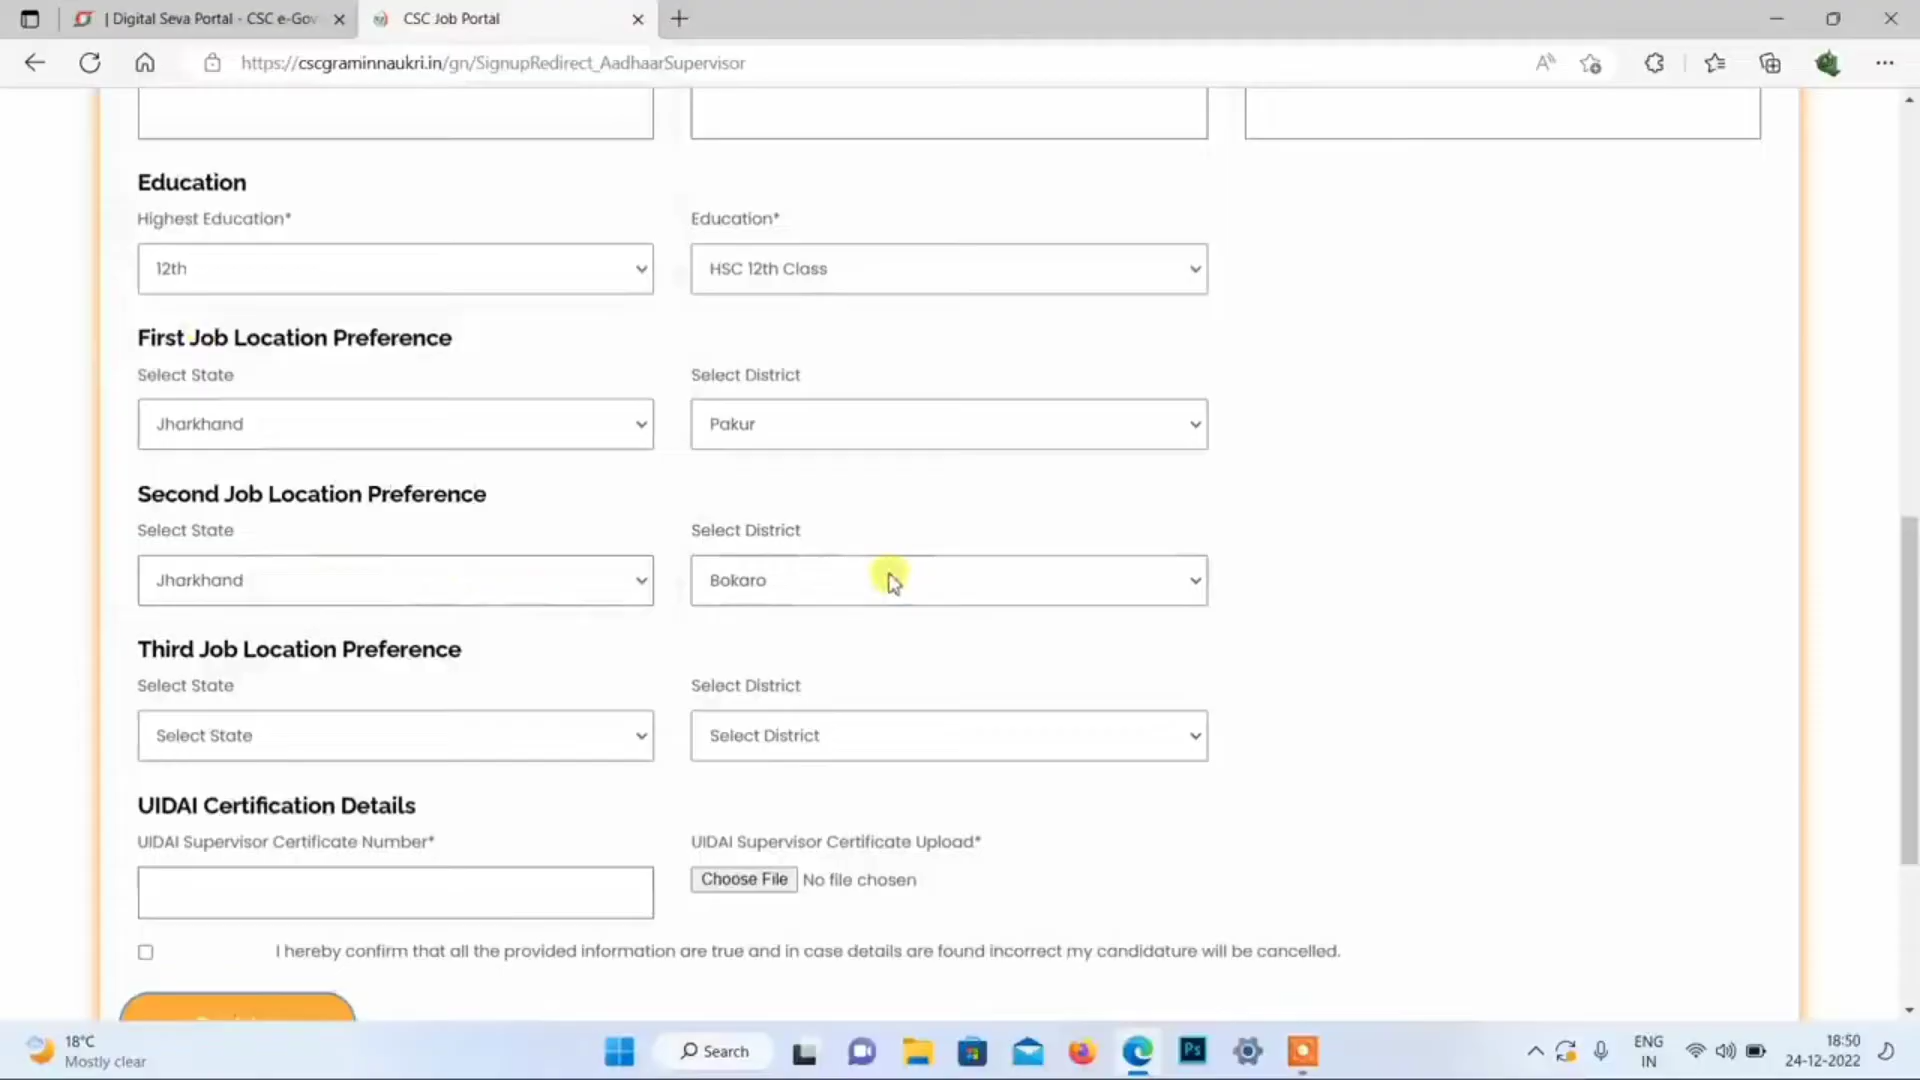 | Digital Seva Portal - CSC e-Gov
CSC Job Portal
https://cscgraminnaukri.in/gn/SignupRedirect_AadhaarSupervisor
Education
Highest Education*
Education*
12th
HSC 12th Class
First Job Location Preference
Select State
Select District
Jharkhand
Pakur
Second Job Location Preference
Select State
Select District
Jharkhand
Bokaro
Third Job Location Preference
Select State
Select District
Select State
Select District
UIDAI Certification Details
UIDAI Supervisor Certificate Number*
UIDAI Supervisor Certificate Upload*
Choose File No file chosen
I hereby confirm that all the provided information are true and in case details are found incorrect my candidature will be cancelled.
18°C
Mostly clear
Search
Ps
ENG
IN
18:50
24-12-2022